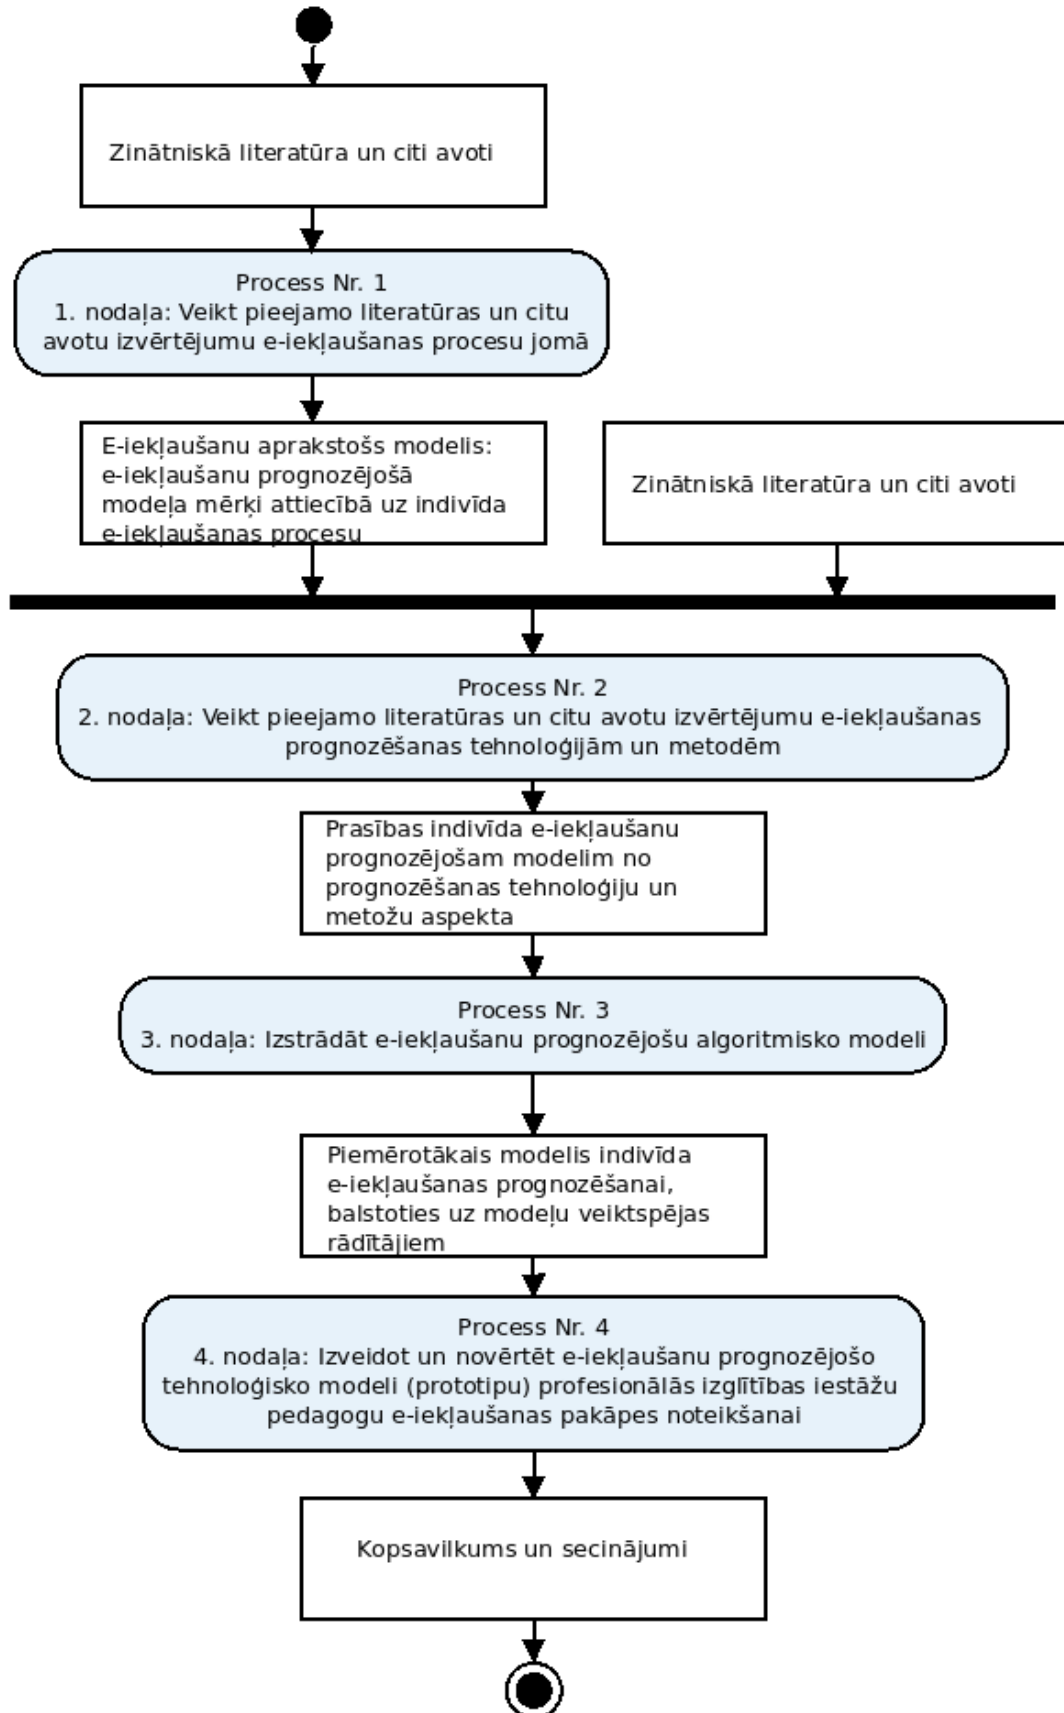 Zinātniskā literatūra un citi avoti
Process Nr. 1
1. nodaļa: Veikt pieejamo literatūras un citu
avotu izvērtējumu e-iekļaušanas procesu jomā
E-iekļaušanu aprakstošs modelis:
e-iekļaušanu prognozējošā
modeļa mērķi attiecībā uz indivīda
e-iekļaušanas procesu
Zinātniskā literatūra un citi avoti
Process Nr. 2
2. nodaļa: Veikt pieejamo literatūras un citu avotu izvērtējumu e-iekļaušanas
prognozēšanas tehnoloģijām un metodēm
Prasības indivīda e-iekļaušanu
prognozējošam modelim no
prognozēšanas tehnoloģiju un
metožu aspekta
Process Nr. 3
3. nodaļa: Izstrādāt e-iekļaušanu prognozējošu algoritmisko modeli
Piemērotākais modelis indivīda
e-iekļaušanas prognozēšanai,
balstoties uz modeļu veiktspējas
rādītājiem
Process Nr. 4
4. nodaļa: Izveidot un novērtēt e-iekļaušanu prognozējošo
tehnoloģisko modeli (prototipu) profesionālās izglītības iestāžu
pedagogu e-iekļaušanas pakāpes noteikšanai
Kopsavilkums un secinājumi